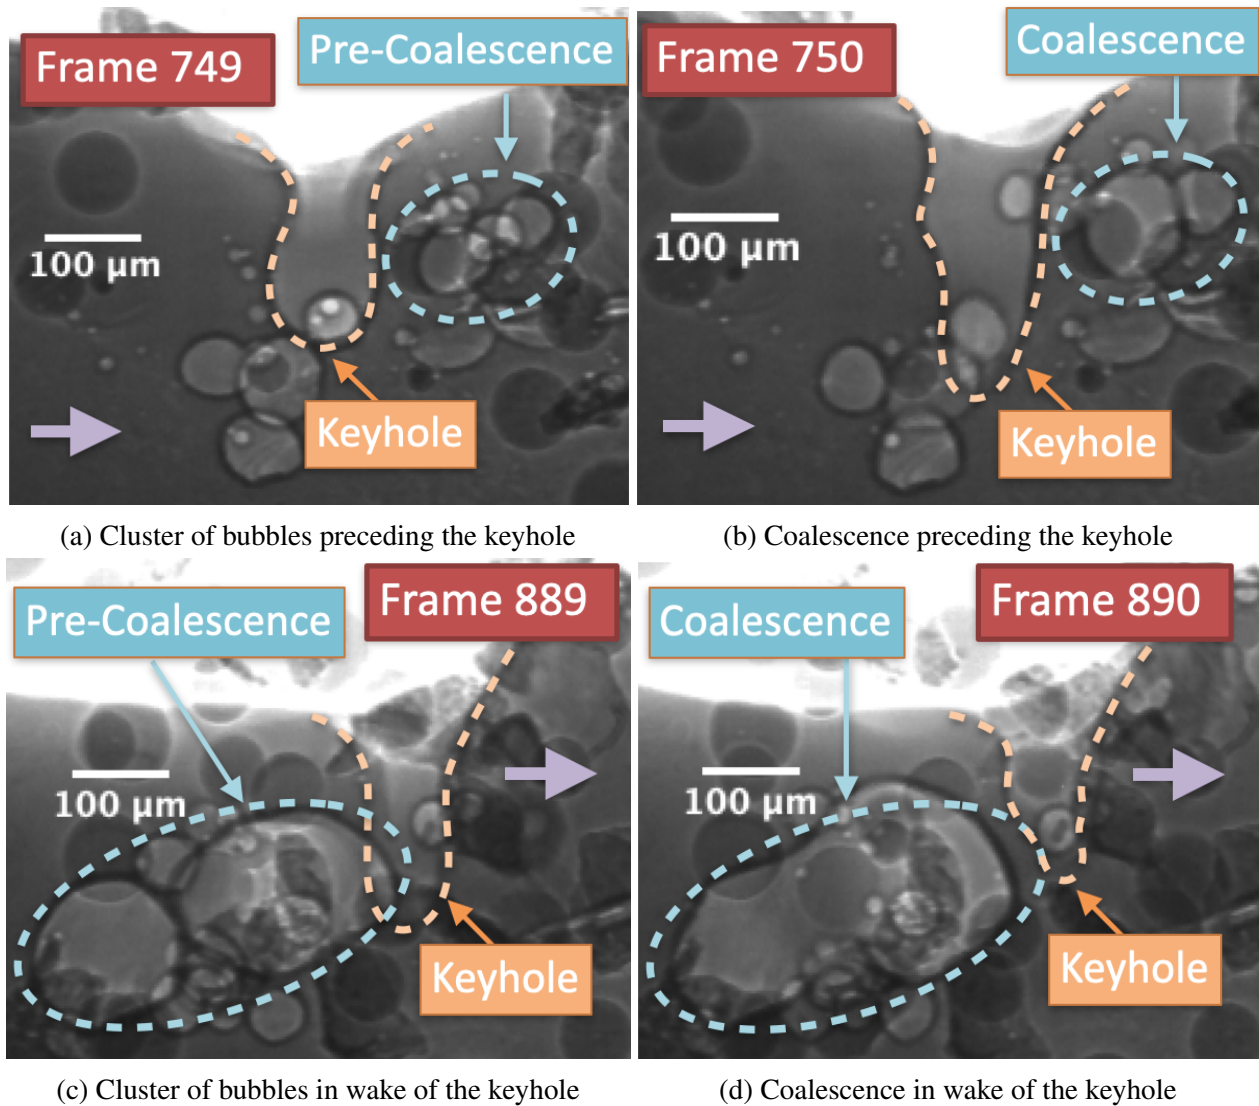 Frame 749
Pre-Coalescence
100 μm
Keyhole
(a) Cluster of bubbles preceding the keyhole
Frame 750
Coalescence
100 μm
Keyhole
(b) Coalescence preceding the keyhole
Pre-Coalescence
Frame 889
100 μm
Keyhole
(c) Cluster of bubbles in wake of the keyhole
Coalescence
Frame 890
100 μm
Keyhole
(d) Coalescence in wake of the keyhole